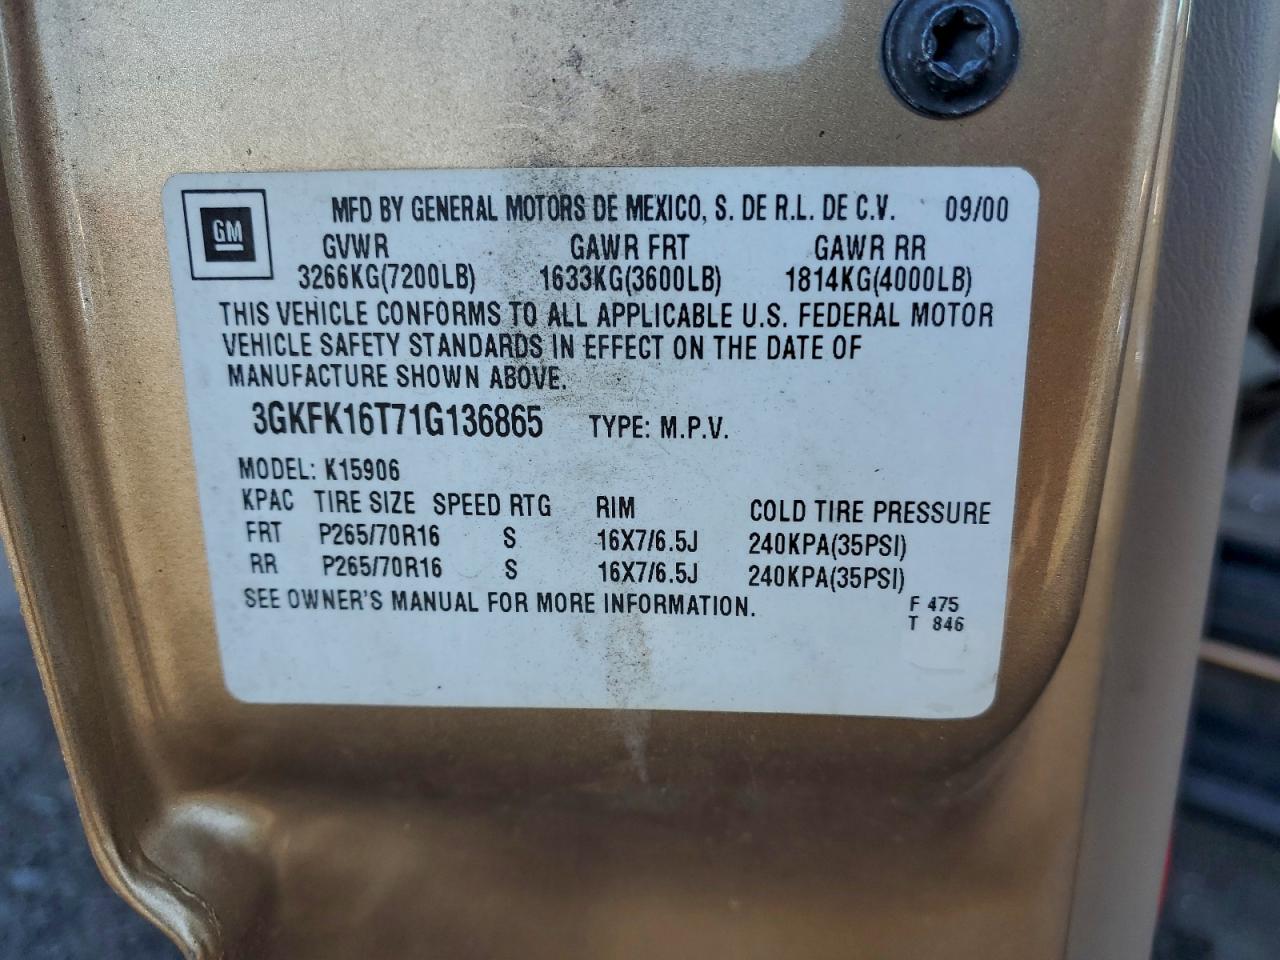 GM
MFD BY GENERAL MOTORS DE MEXICO, S. DE R.L. DE C.V. 09/00
GVWR GAWR FRT GAWR RR
3266KG(7200LB) 1633KG(3600LB) 1814KG(4000LB)
THIS VEHICLE CONFORMS TO ALL APPLICABLE U.S. FEDERAL MOTOR
VEHICLE SAFETY STANDARDS IN EFFECT ON THE DATE OF
MANUFACTURE SHOWN ABOVE.
3GKFK16T71G136865 TYPE: M.P.V.
MODEL: K15906
KPAC TIRE SIZE SPEED RTG RIM COLD TIRE PRESSURE
FRT P265/70R16 S 16X7/6.5J 240KPA(35PSI)
RR P265/70R16 S 16X7/6.5J 240KPA(35PSI)
SEE OWNER'S MANUAL FOR MORE INFORMATION. F 475
T 846